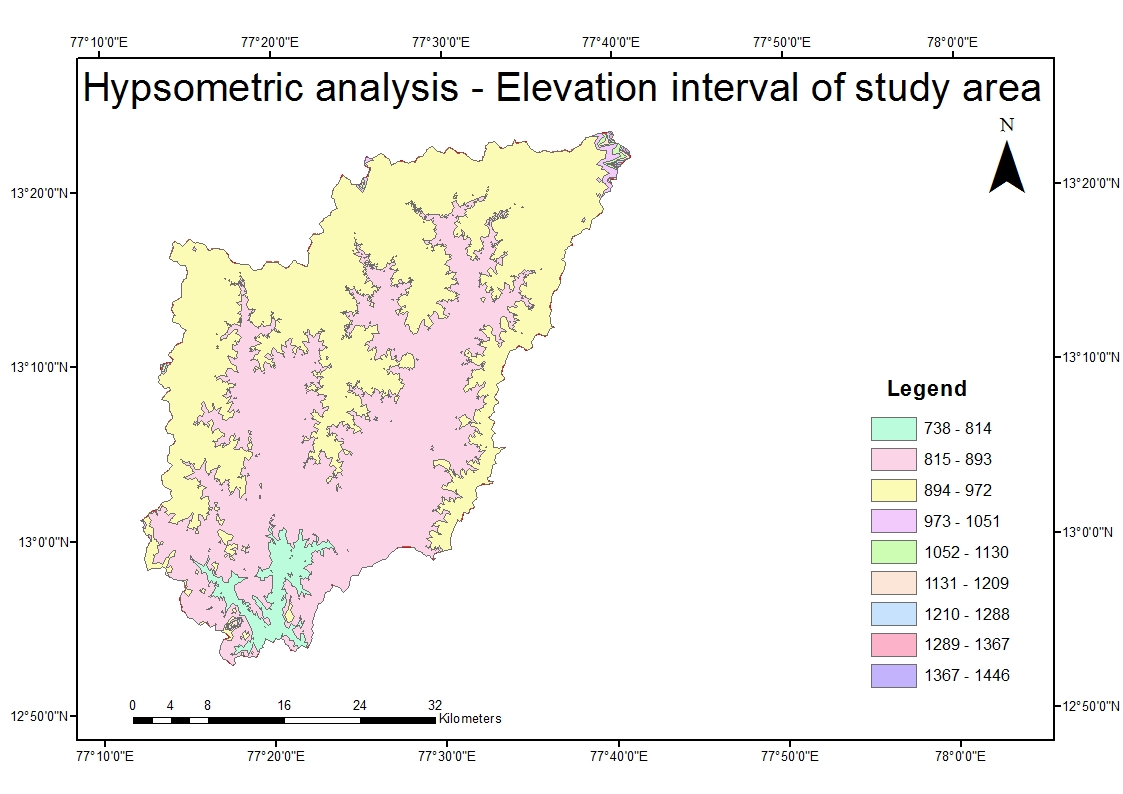 77°10'0"E 77°20'0"E 77°30'0"E 77°40'0"E 77°50'0"E 78°0'0"E
Hypsometric analysis - Elevation interval of study area
N
13°20'0"N
13°20'0"N
13°10'0"N
13°10'0"N
Legend
738 - 814
815 - 893
894 - 972
973 - 1051
1052 - 1130
1131 - 1209
1210 - 1288
1289 - 1367
1367 - 1446
13°0'0"N
13°0'0"N
12°50'0"N
12°50'0"N
0 4 8 16 24 32
Kilometers
77°10'0"E 77°20'0"E 77°30'0"E 77°40'0"E 77°50'0"E 78°0'0"E